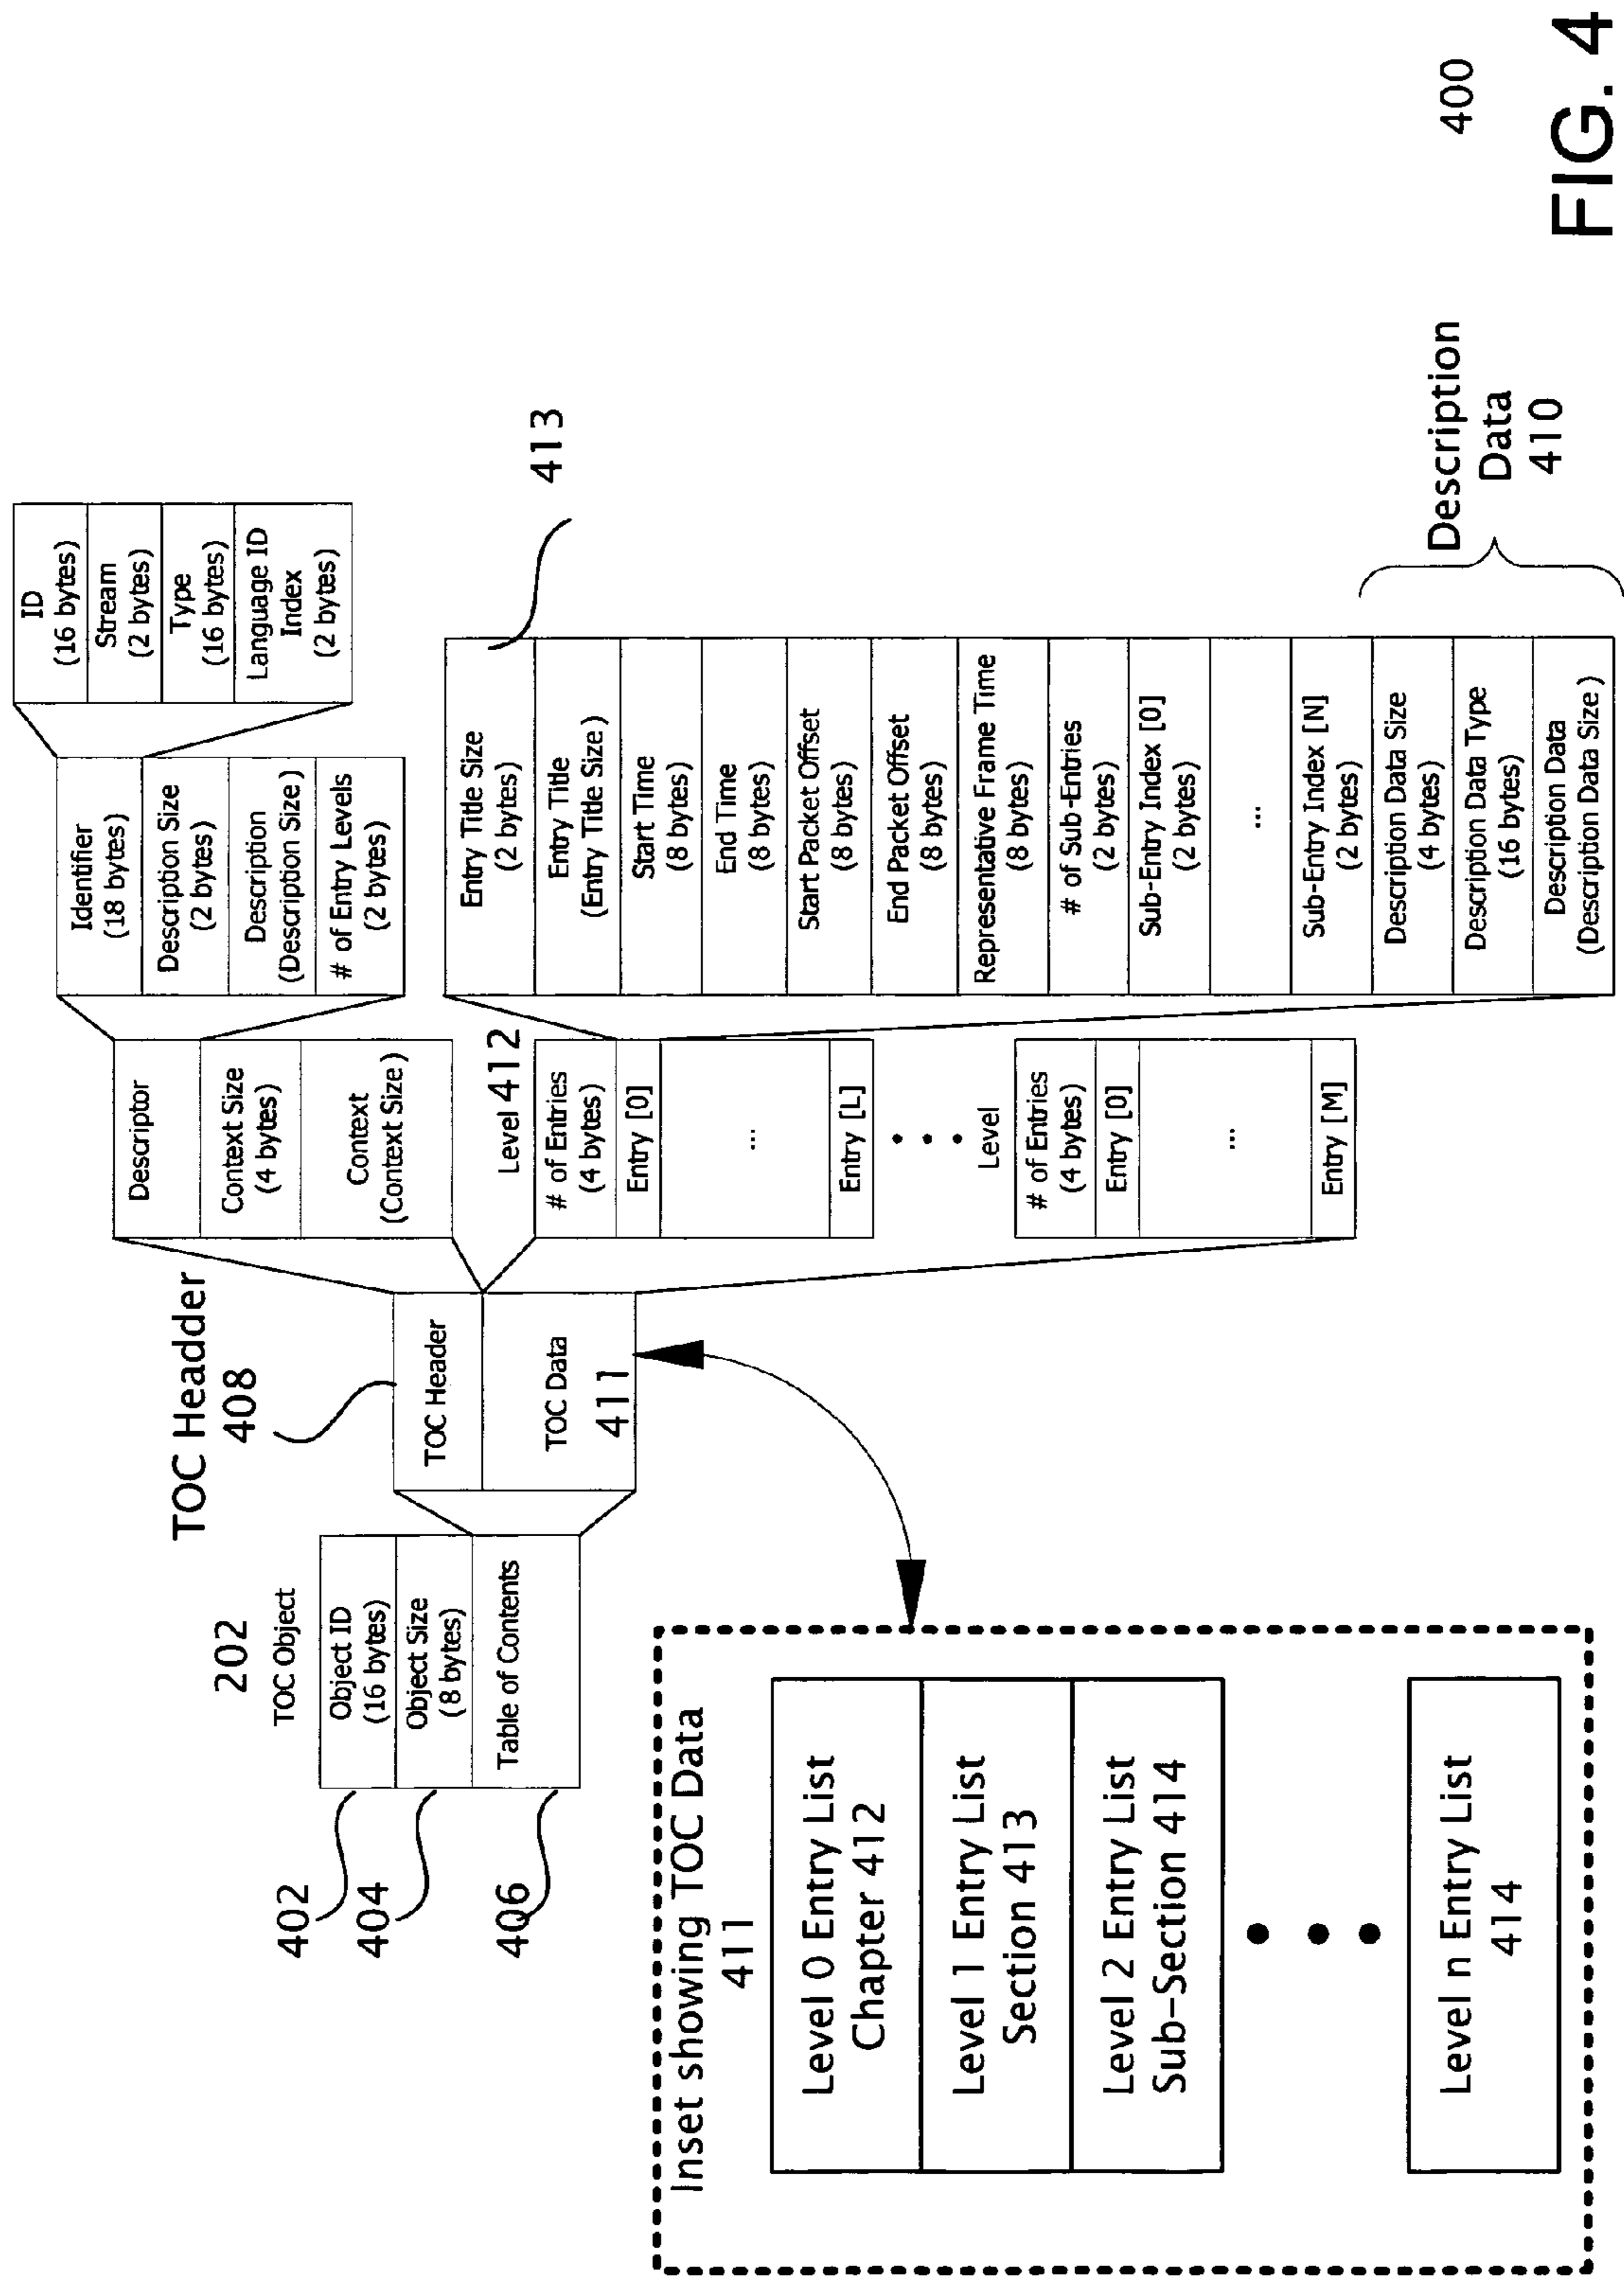 202
TOC Object
Object ID
(16 bytes)
Object Size
(8 bytes)
Table of Contents
402
404
406
TOC Headder
408
TOC Header
TOC Data
411
Descriptor
Context Size
(4 bytes)
Context
(Context Size)
Identifier
(18 bytes)
Description Size
(2 bytes)
Description
(Description Size)
# of Entry Levels
(2 bytes)
ID
(16 bytes)
Stream
(2 bytes)
Type
(16 bytes)
Language ID
Index
(2 bytes)
Level 412
# of Entries
(4 bytes)
Entry [0]
...
Entry [L]
Level
# of Entries
(4 bytes)
Entry [0]
...
Entry [M]
413
Entry Title Size
(2 bytes)
Entry Title
(Entry Title Size)
Start Time
(8 bytes)
End Time
(8 bytes)
Start Packet Offset
(8 bytes)
End Packet Offset
(8 bytes)
Representative Frame Time
(8 bytes)
# of Sub-Entries
(2 bytes)
Sub-Entry Index [0]
(2 bytes)
...
Sub-Entry Index [N]
(2 bytes)
Description Data Size
(4 bytes)
Description Data Type
(16 bytes)
Description Data
(Description Data Size)
Description
Data
410
Inset showing TOC Data
411
Level 0 Entry List
Chapter 412
Level 1 Entry List
Section 413
Level 2 Entry List
Sub-Section 414
Level n Entry List
414
400
FIG. 4